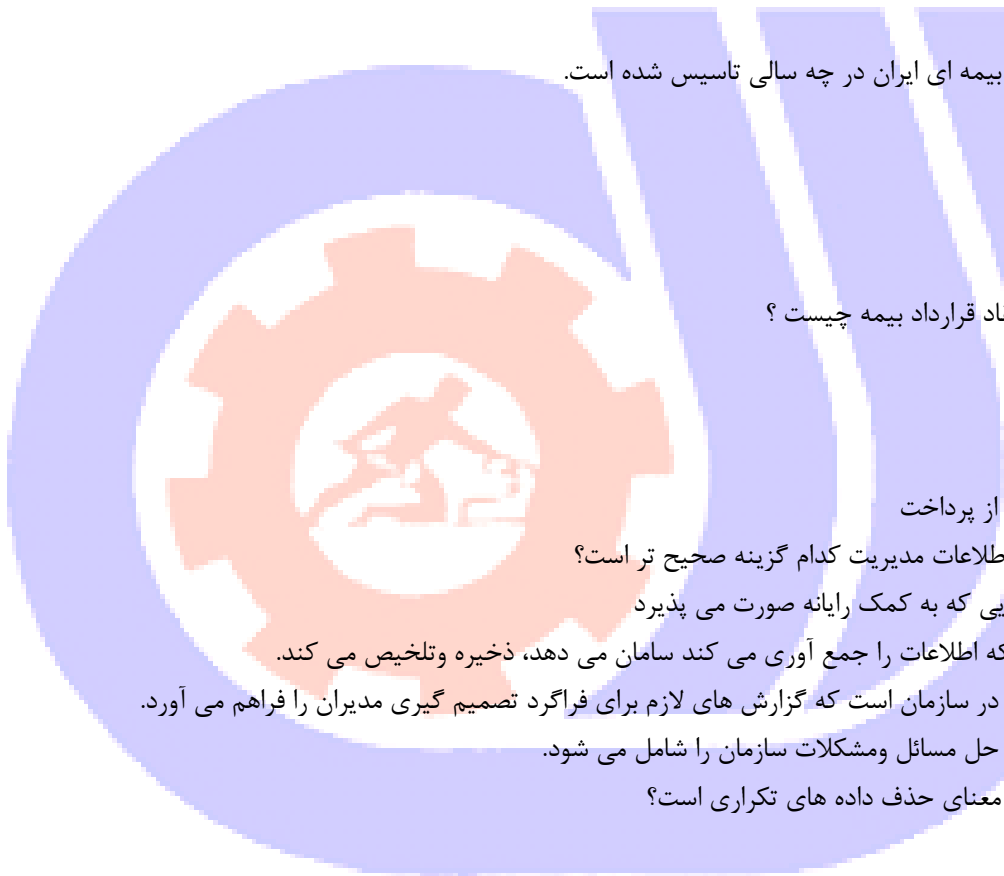 بیمه ای ایران در چه سالی تاسیس شده است.
قرارداد بیمه چیست ؟
از پرداخت
مدیریت کدام گزینه صحیح تر است؟
که به کمک رایانه صورت می پذیرد
که اطلاعات را جمع آوری می کند سامان می دهد، ذخیره وتلخیص می کند.
در سازمان است که گزارش های لازم برای فراگرد تصمیم گیری مدیران را فراهم می آورد.
حل مسائل ومشکلات سازمان را شامل می شود.
معنای حذف داده های تکراری است؟